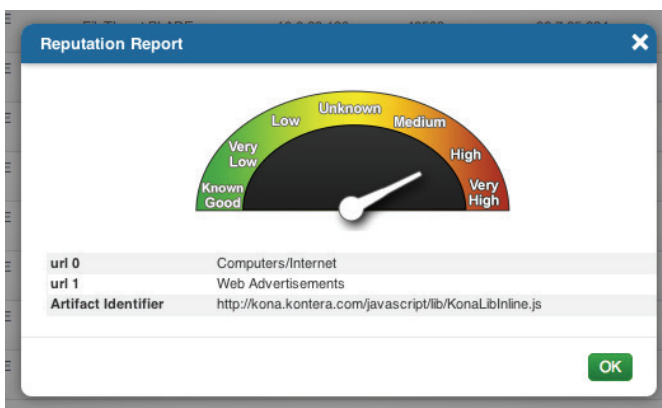 Reputation Report
Unknown
Low
Medium
Very
Low
High
Known
Good
Very
High
url 0 Computers/Internet
url 1 Web Advertisements
Artifact Identifier http://kona.kontera.com/javascript/lib/KonaLibInline.js
OK